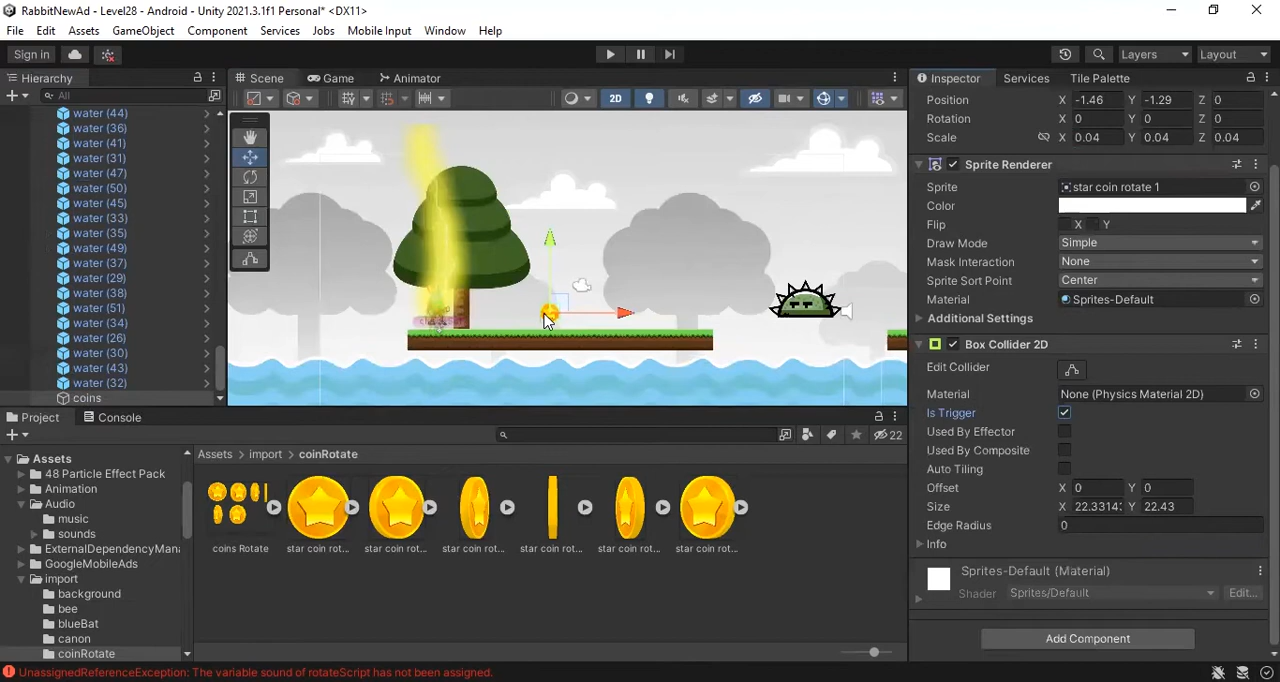 RabbitNewAd - Level28 - Android - Unity 2021.3.1f1 Personal* <DX11>
File Edit Assets GameObject Component Services Jobs Mobile Input Window Help
Sign in Layers Layout
Hierarchy
All
water (44)
water (36)
water (41)
water (31)
water (47)
water (50)
water (45)
water (33)
water (35)
water (49)
water (37)
water (29)
water (38)
water (51)
water (34)
water (26)
water (30)
water (43)
water (32)
coins
Scene Game Animator
2D
Project Console
22
Assets
48 Particle Effect Pack
Animation
Audio
music
sounds
ExternalDependencyMana
GoogleMobileAds
import
background
bee
blueBat
canon
coinRotate
Assets > import > coinRotate
coins Rotate star coin rot... star coin rot... star coin rot... star coin rot... star coin rot... star coin rot...
Inspector Services Tile Palette
Position X -1.46 Y -1.29 Z 0
Rotation X 0 Y 0 Z 0
Scale X 0.04 Y 0.04 Z 0.04
Sprite Renderer
Sprite star coin rotate 1
Color
Flip X Y
Draw Mode Simple
Mask Interaction None
Sprite Sort Point Center
Material Sprites-Default
Additional Settings
Box Collider 2D
Edit Collider
Material None (Physics Material 2D)
Is Trigger
Used By Effector
Used By Composite
Auto Tiling
Offset X 0 Y 0
Size X 22.3314: Y 22.43
Edge Radius 0
Info
Sprites-Default (Material)
Shader Sprites/Default Edit...
Add Component
UnassignedReferenceException: The variable sound of rotateScript has not been assigned.